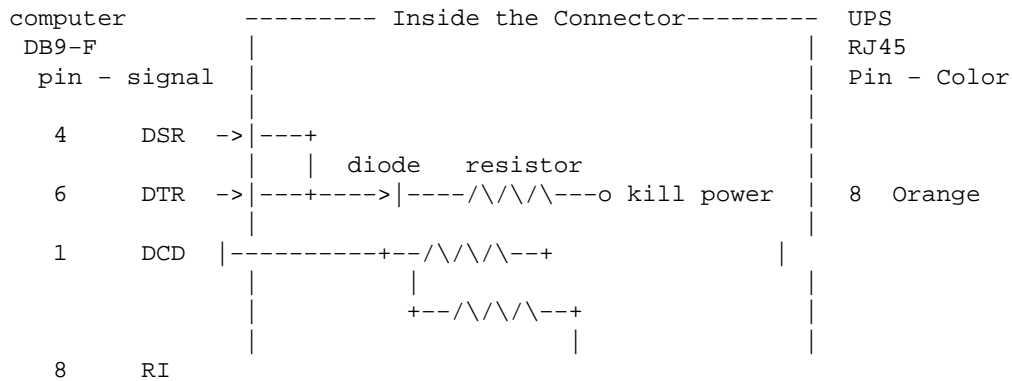 computer --------- Inside the Connector--------- UPS
DB9-F | | RJ45
pin - signal | | Pin - Color
| |
4 DSR ->|---+ |
| | diode resistor |
6 DTR ->|---+---->|----/\/\/\---o kill power | 8 Orange
| |
1 DCD |----------+--/\/\/\--+ |
| | |
| +--/\/\/\--+ |
| | |
8 RI